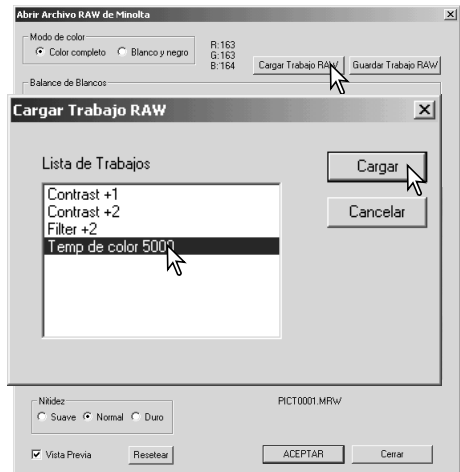 Abrir Archivo RAW de Minolta
Modo de color
Color completo Blanco y negro
R:163
G:163
B:164
Cargar Trabajo RAW Guardar Trabajo RAW
Balance de Blancos
Cargar Trabajo RAW
Lista de Trabajos
Contrast +1
Contrast +2
Filter +2
Temp de color 5000
Cargar
Cancelar
Nitidez
Suave Normal Duro
PICT0001.MRW
Vista Previa Resetear ACEPTAR Cerrar